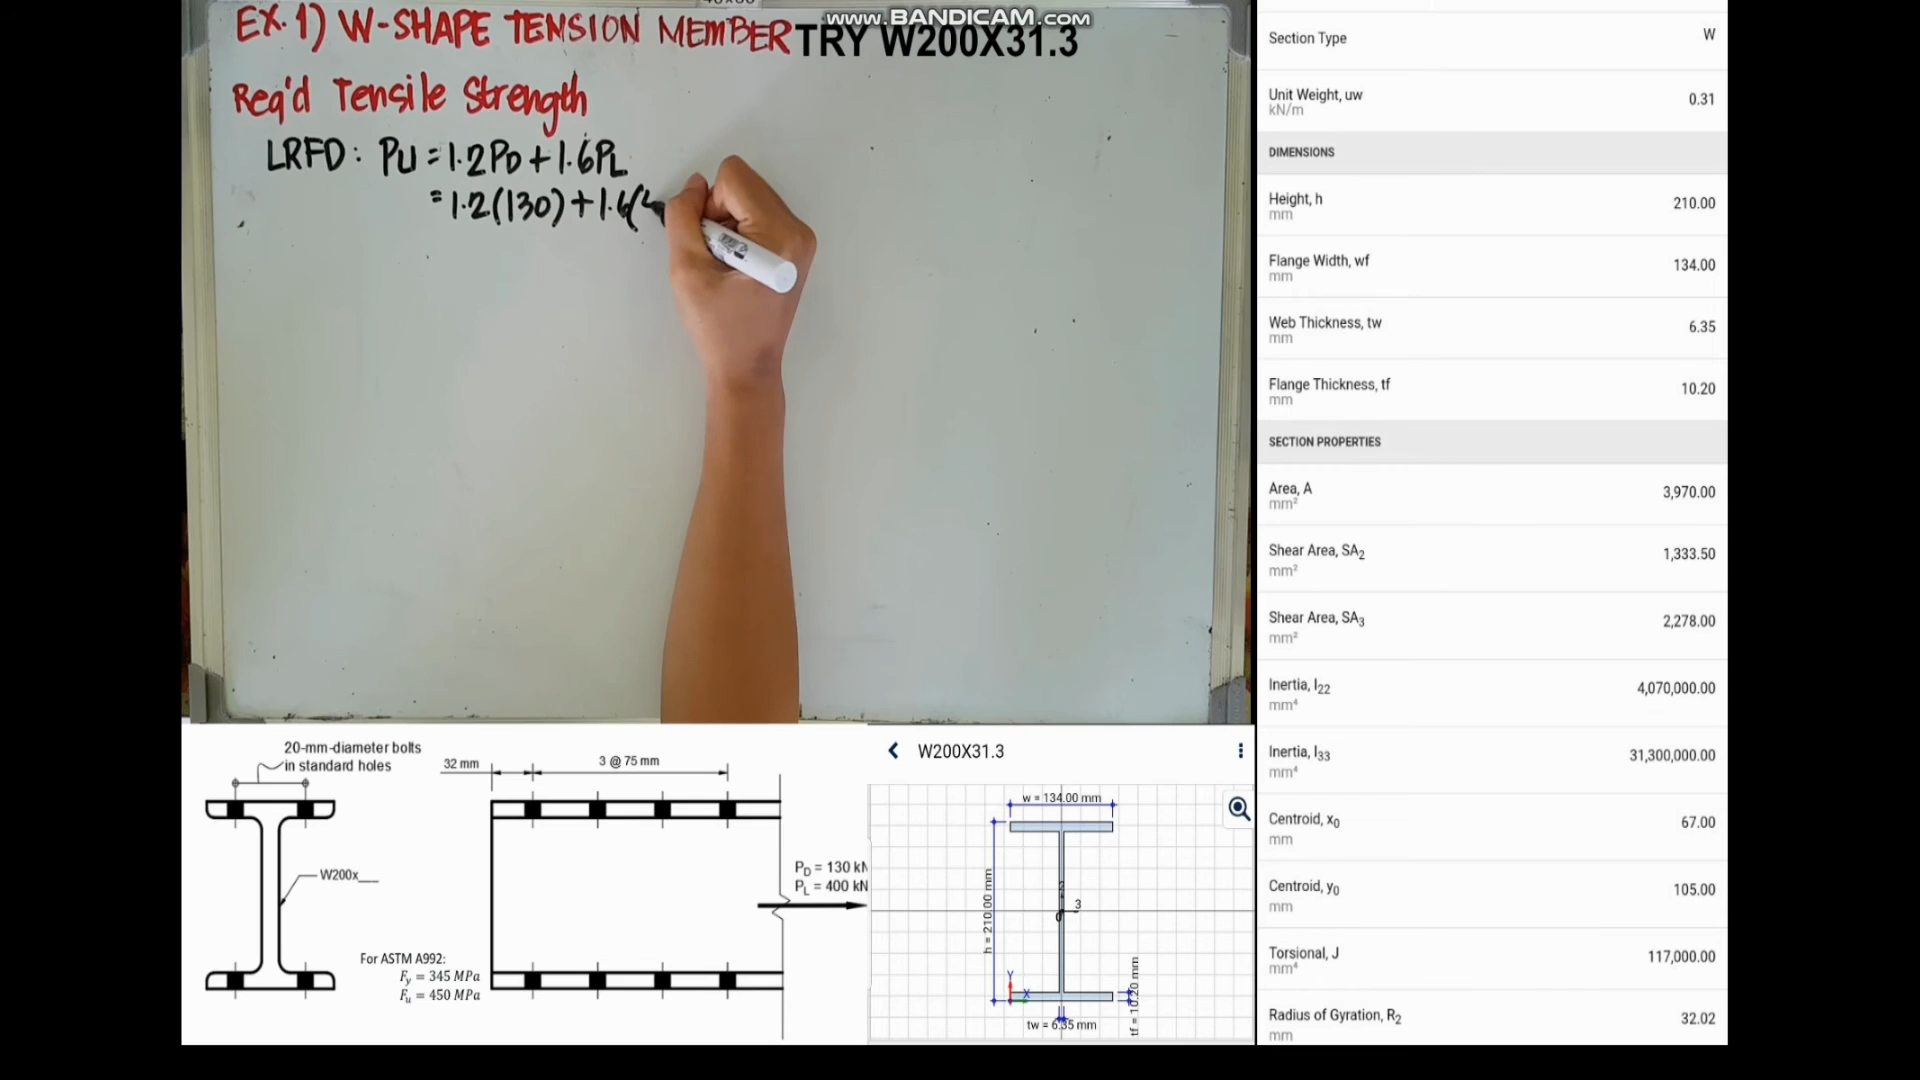 www.BANDICAM.com
EX. 1) W-SHAPE TENSION MEMBER
TRY W200X31.3
Req'd Tensile Strength
LRFD: PU = 1.2PD + 1.6PL
= 1.2(130) + 1.6(
20-mm-diameter bolts
in standard holes
W200x___
For ASTM A992:
Fy = 345 MPa
Fu = 450 MPa
32 mm
3 @ 75 mm
PD = 130 kN
PL = 400 kN
W200X31.3
w = 134.00 mm
h = 210.00 mm
2
3
0
Y
X
tf = 10.20 mm
tw = 6.35 mm
Section Type W
Unit Weight, uw 0.31
kN/m
DIMENSIONS
Height, h 210.00
mm
Flange Width, wf 134.00
mm
Web Thickness, tw 6.35
mm
Flange Thickness, tf 10.20
mm
SECTION PROPERTIES
Area, A 3,970.00
mm²
Shear Area, SA2 1,333.50
mm²
Shear Area, SA3 2,278.00
mm²
Inertia, I22 4,070,000.00
mm⁴
Inertia, I33 31,300,000.00
mm⁴
Centroid, x0 67.00
mm
Centroid, y0 105.00
mm
Torsional, J 117,000.00
mm⁴
Radius of Gyration, R2 32.02
mm